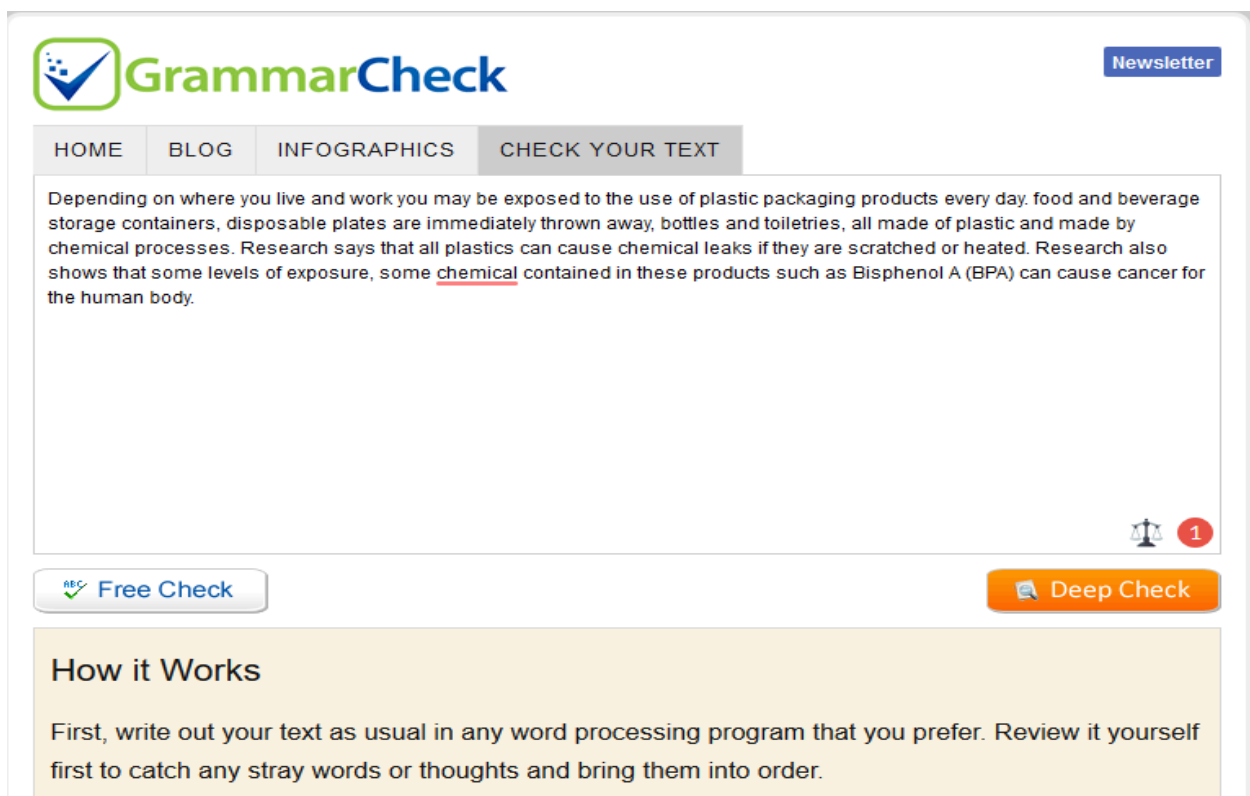 GrammarCheck
Newsletter
HOME BLOG INFOGRAPHICS CHECK YOUR TEXT
Depending on where you live and work you may be exposed to the use of plastic packaging products every day. food and beverage
storage containers, disposable plates are immediately thrown away, bottles and toiletries, all made of plastic and made by
chemical processes. Research says that all plastics can cause chemical leaks if they are scratched or heated. Research also
shows that some levels of exposure, some chemical contained in these products such as Bisphenol A (BPA) can cause cancer for
the human body.
1
ABC Free Check
Deep Check
How it Works
First, write out your text as usual in any word processing program that you prefer. Review it yourself
first to catch any stray words or thoughts and bring them into order.